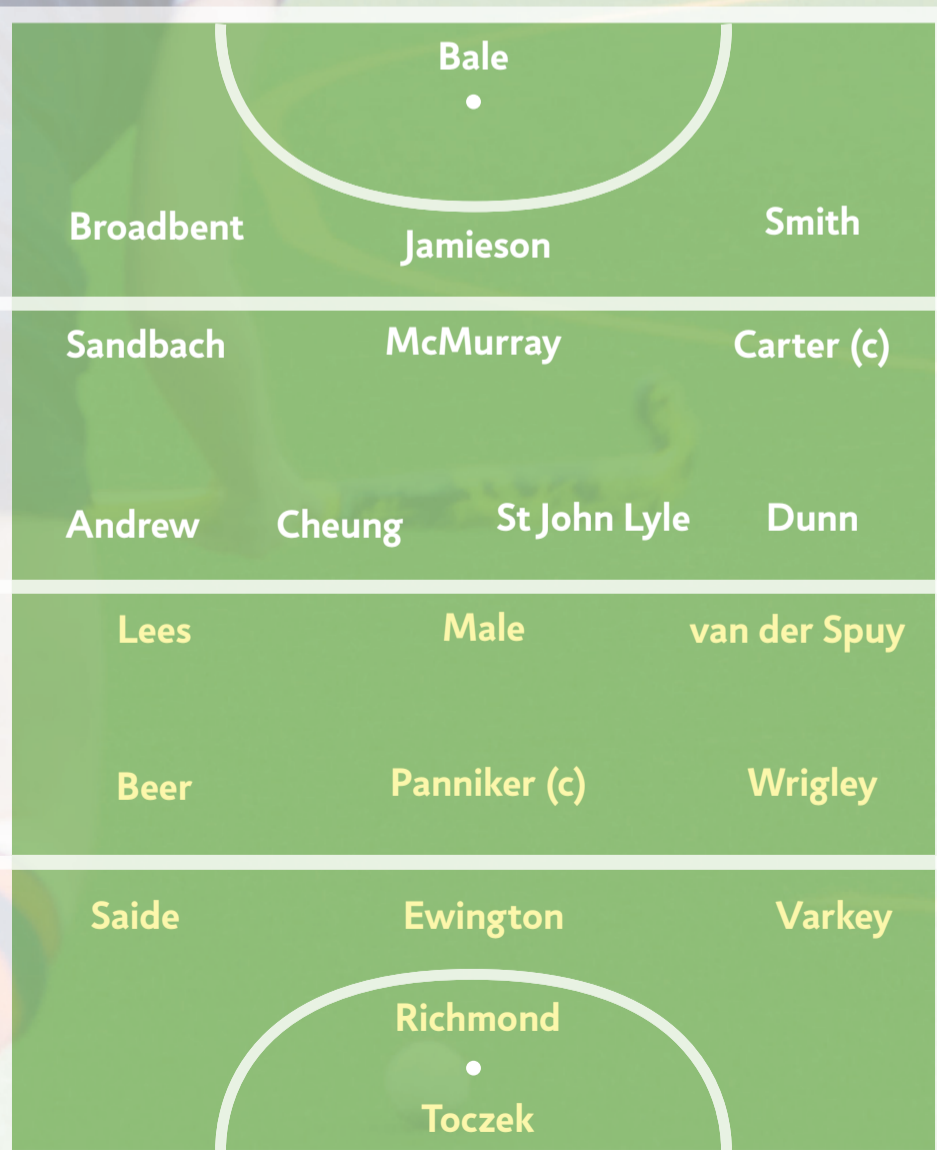 Bale
Broadbent Jamieson Smith
Sandbach McMurray Carter (c)
Andrew Cheung St John Lyle Dunn
Lees Male van der Spuy
Beer Panniker (c) Wrigley
Saide Ewington Varkey
Richmond
Toczek